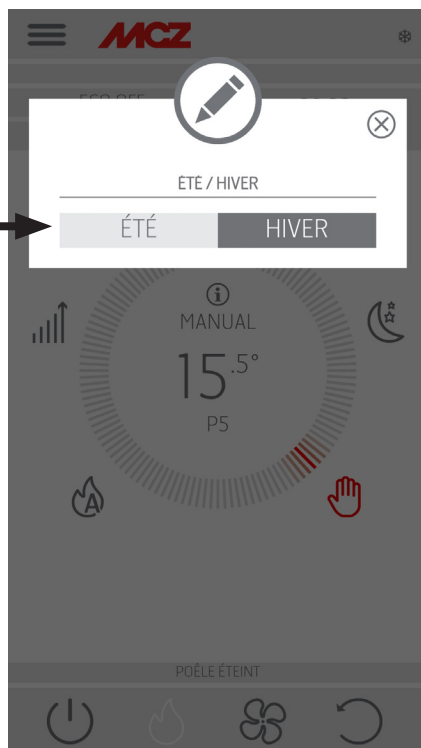 MCZ
ÉTÉ / HIVER
ÉTÉ HIVER
MANUAL
15.5°
P5
A
POÊLE ÉTEINT